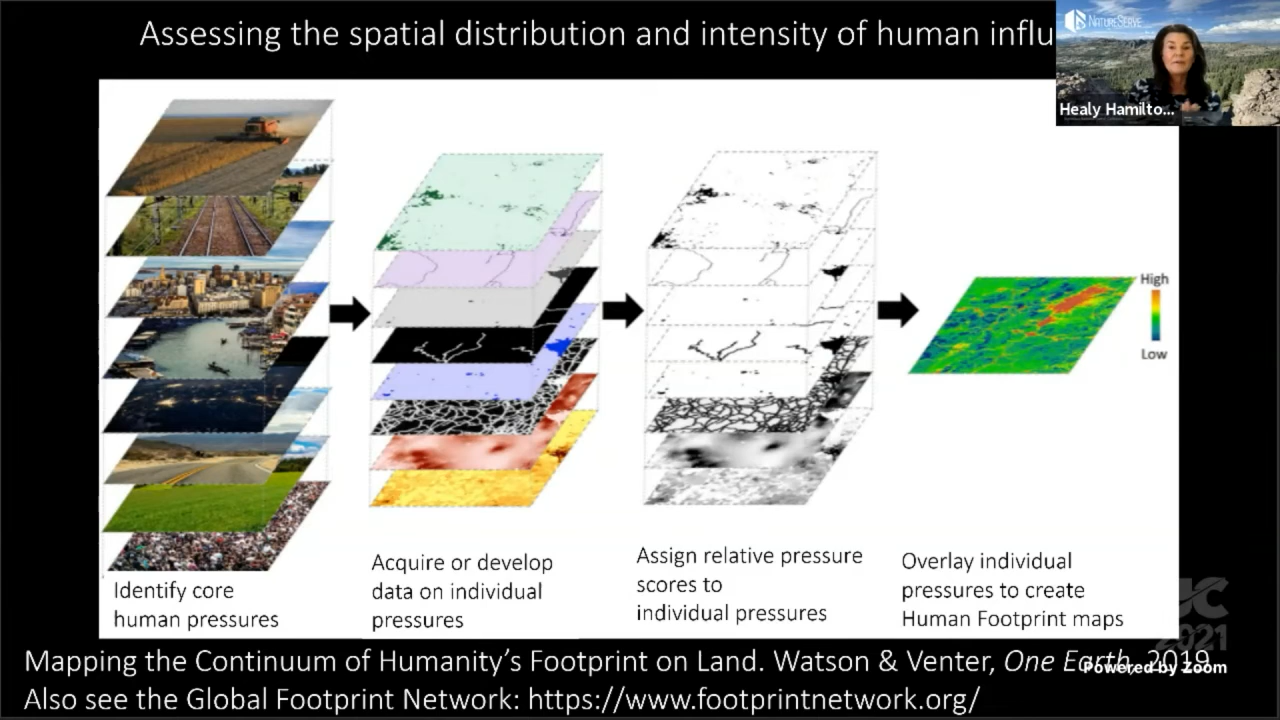 Assessing the spatial distribution and intensity of human influ
NATURESERVE
Healy Hamilto...
High
Low
Identify core
human pressures
Acquire or develop
data on individual
pressures
Assign relative pressure
scores to
individual pressures
Overlay individual
pressures to create
Human Footprint maps
UC
2021
Mapping the Continuum of Humanity's Footprint on Land. Watson & Venter, One Earth, 2019
Powered by Zoom
Also see the Global Footprint Network: https://www.footprintnetwork.org/